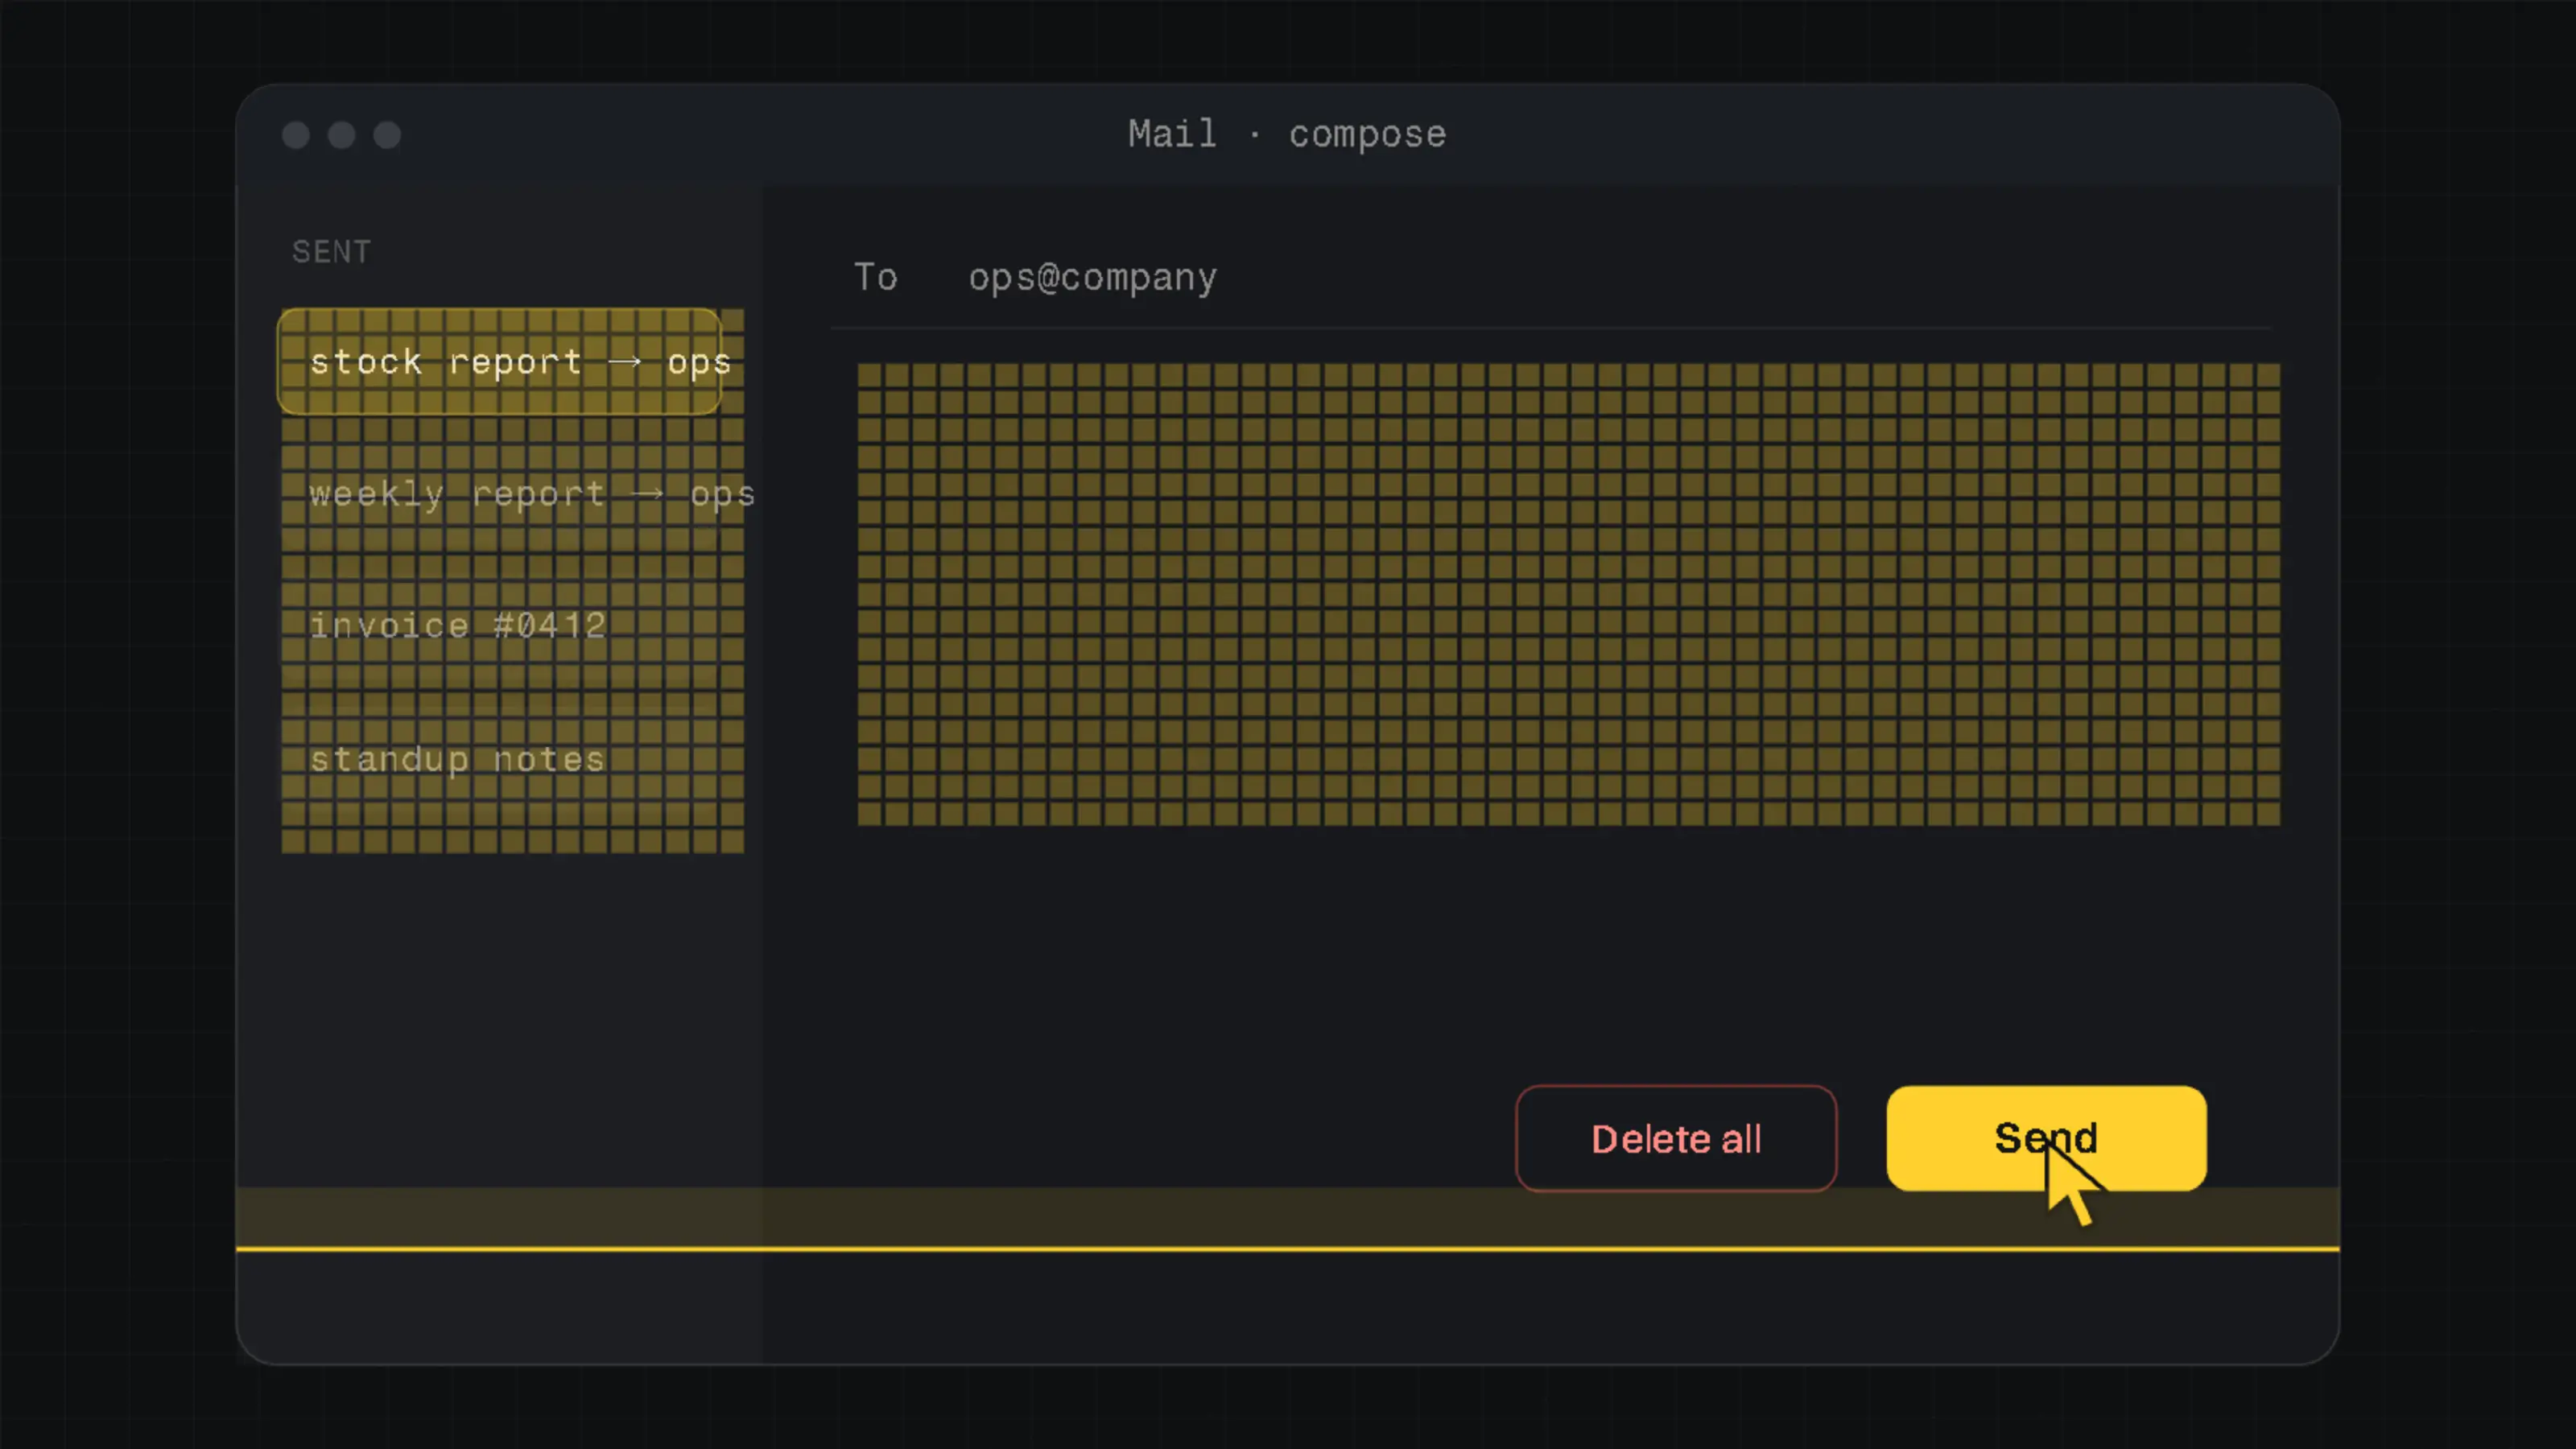 Mail · compose
SENT
stock report → ops
weekly report → ops
invoice #0412
standup notes
To ops@company
Delete all
Send